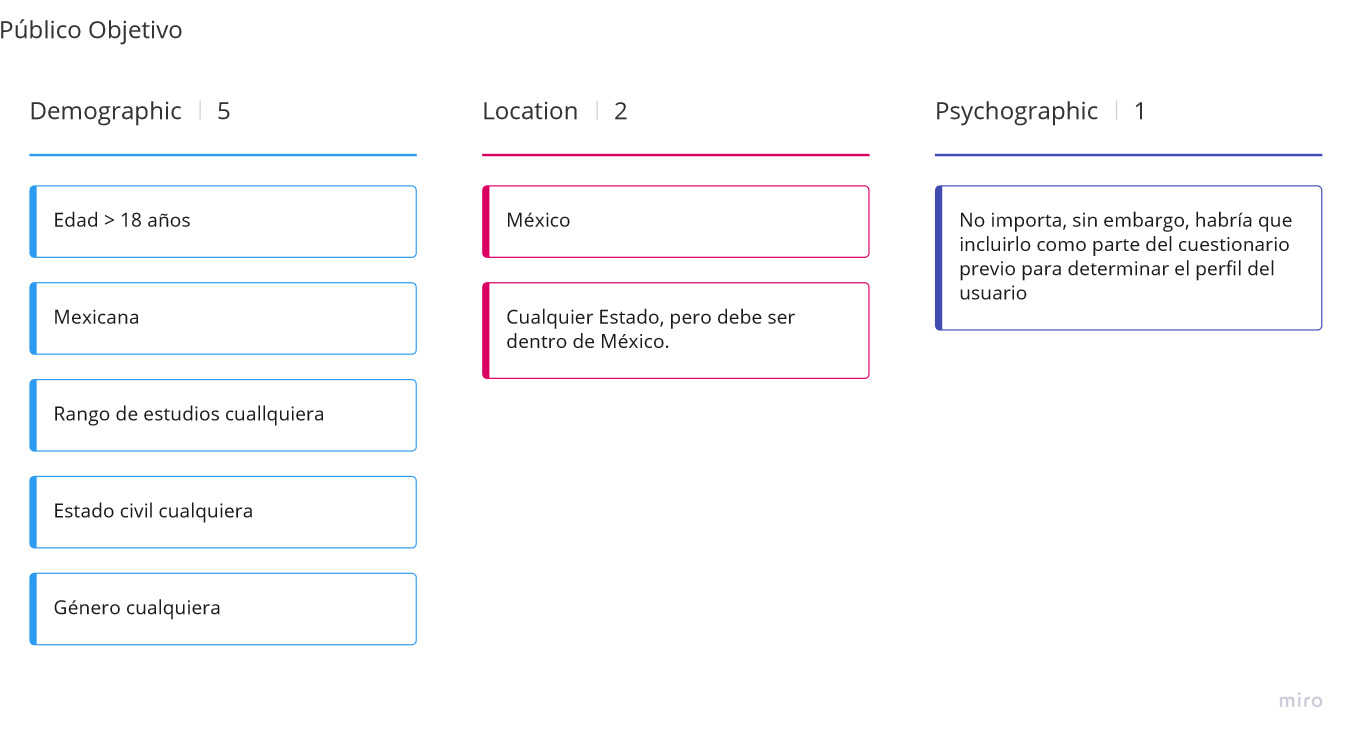 Público Objetivo
Demographic | 5
Edad > 18 años
Mexicana
Rango de estudios cuallquiera
Estado civil cualquiera
Género cualquiera
Location | 2
México
Cualquier Estado, pero debe ser
dentro de México.
Psychographic | 1
No importa, sin embargo, habría que
incluirlo como parte del cuestionario
previo para determinar el perfil del
usuario
miro